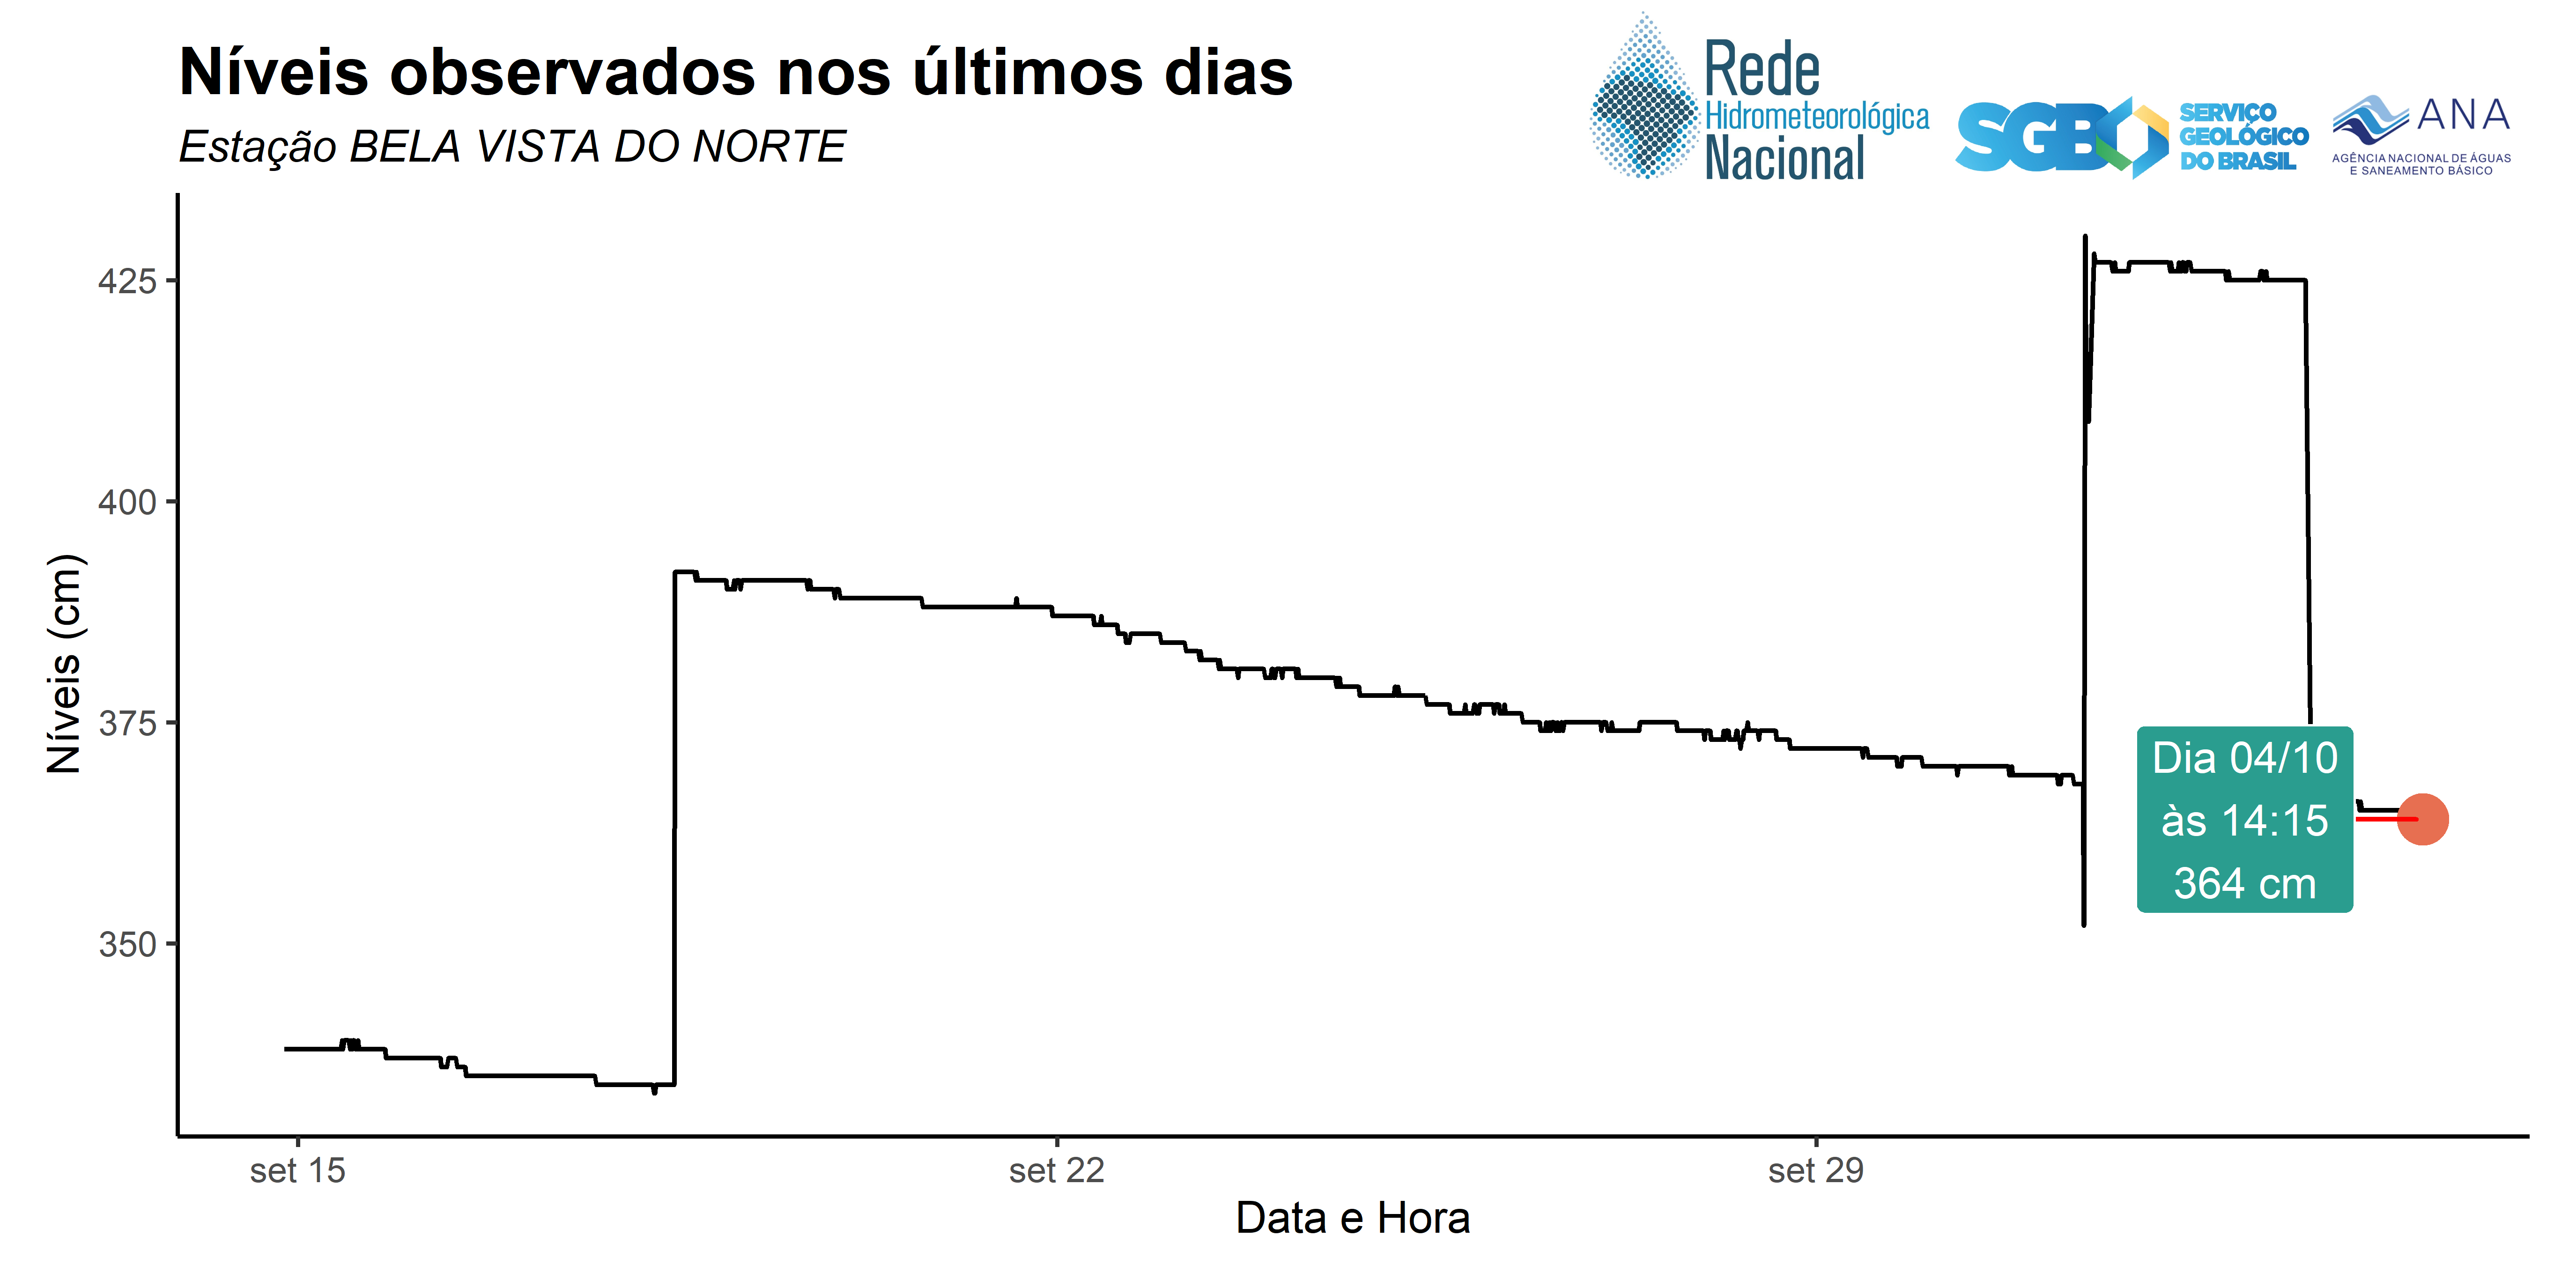 Níveis observados nos últimos dias
Estação BELA VISTA DO NORTE
Rede
Hidrometeorológica
Nacional
SGB
SERVIÇO
GEOLÓGICO
DO BRASIL
ANA
AGÊNCIA NACIONAL DE ÁGUAS
E SANEAMENTO BÁSICO
Níveis (cm)
425
400
375
350
Dia 04/10
às 14:15
364 cm
set 15
set 22
set 29
Data e Hora